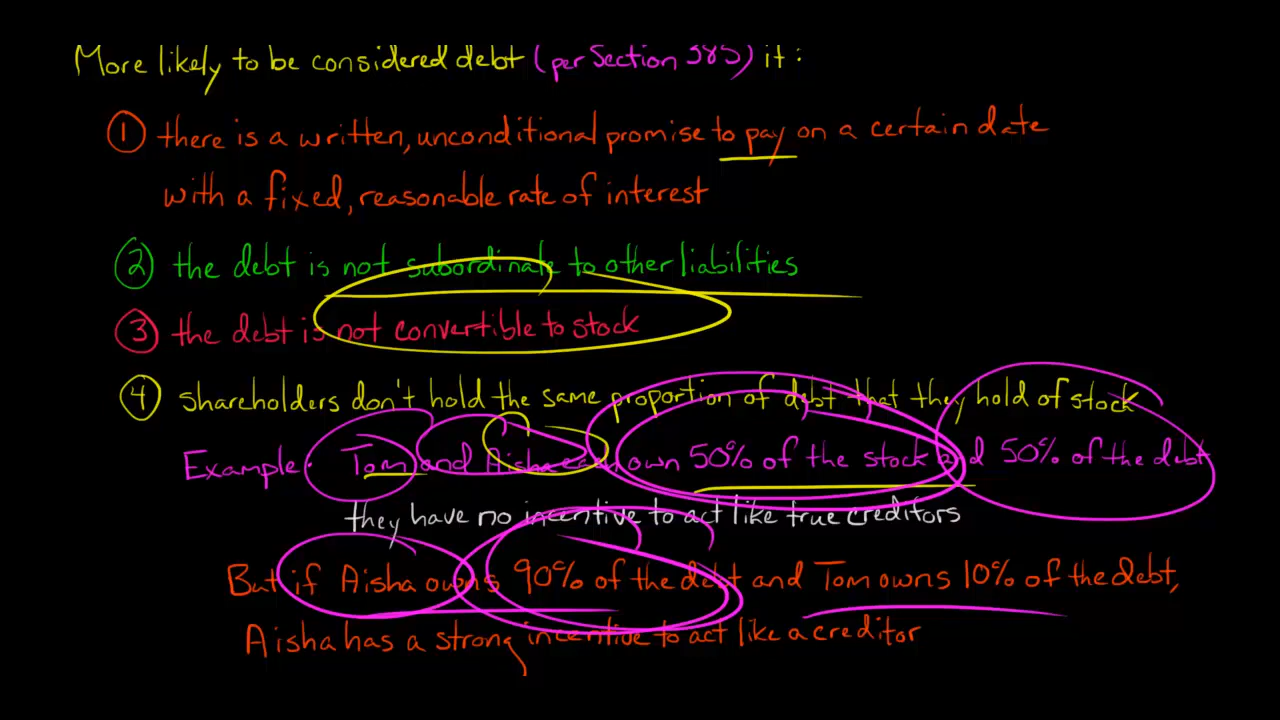 More likely to be considered debt (per Section 385) if:
① there is a written, unconditional promise to pay on a certain date
with a fixed, reasonable rate of interest
② the debt is not subordinate to other liabilities
③ the debt is not convertible to stock
④ shareholders don't hold the same proportion of debt that they hold of stock
Example: Tom and Aisha each own 50% of the stock and 50% of the debt
they have no incentive to act like true creditors
But if Aisha owns 90% of the debt and Tom owns 10% of the debt,
Aisha has a strong incentive to act like a creditor